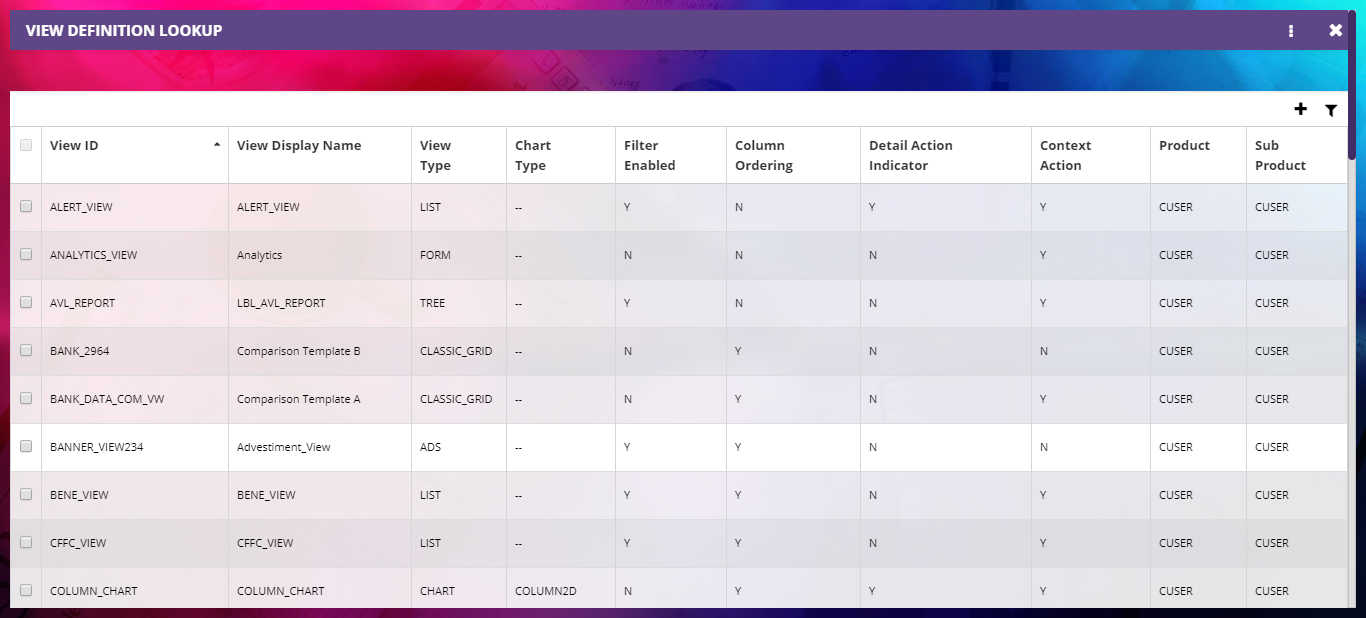 VIEW DEFINITION LOOKUP
View ID View Display Name View Type Chart Type Filter Enabled Column Ordering Detail Action Indicator Context Action Product Sub Product
ALERT_VIEW ALERT_VIEW LIST -- Y N Y Y CUSER CUSER
ANALYTICS_VIEW Analytics FORM -- N N N Y CUSER CUSER
AVL_REPORT LBL_AVL_REPORT TREE -- Y N N Y CUSER CUSER
BANK_2964 Comparison Template B CLASSIC_GRID -- N Y N N CUSER CUSER
BANK_DATA_COM_VW Comparison Template A CLASSIC_GRID -- N Y N Y CUSER CUSER
BANNER_VIEW234 Advestiment_View ADS -- Y Y N N CUSER CUSER
BENE_VIEW BENE_VIEW LIST -- Y Y N Y CUSER CUSER
CFFC_VIEW CFFC_VIEW LIST -- Y Y N Y CUSER CUSER
COLUMN_CHART COLUMN_CHART CHART COLUMN2D N Y Y Y CUSER CUSER